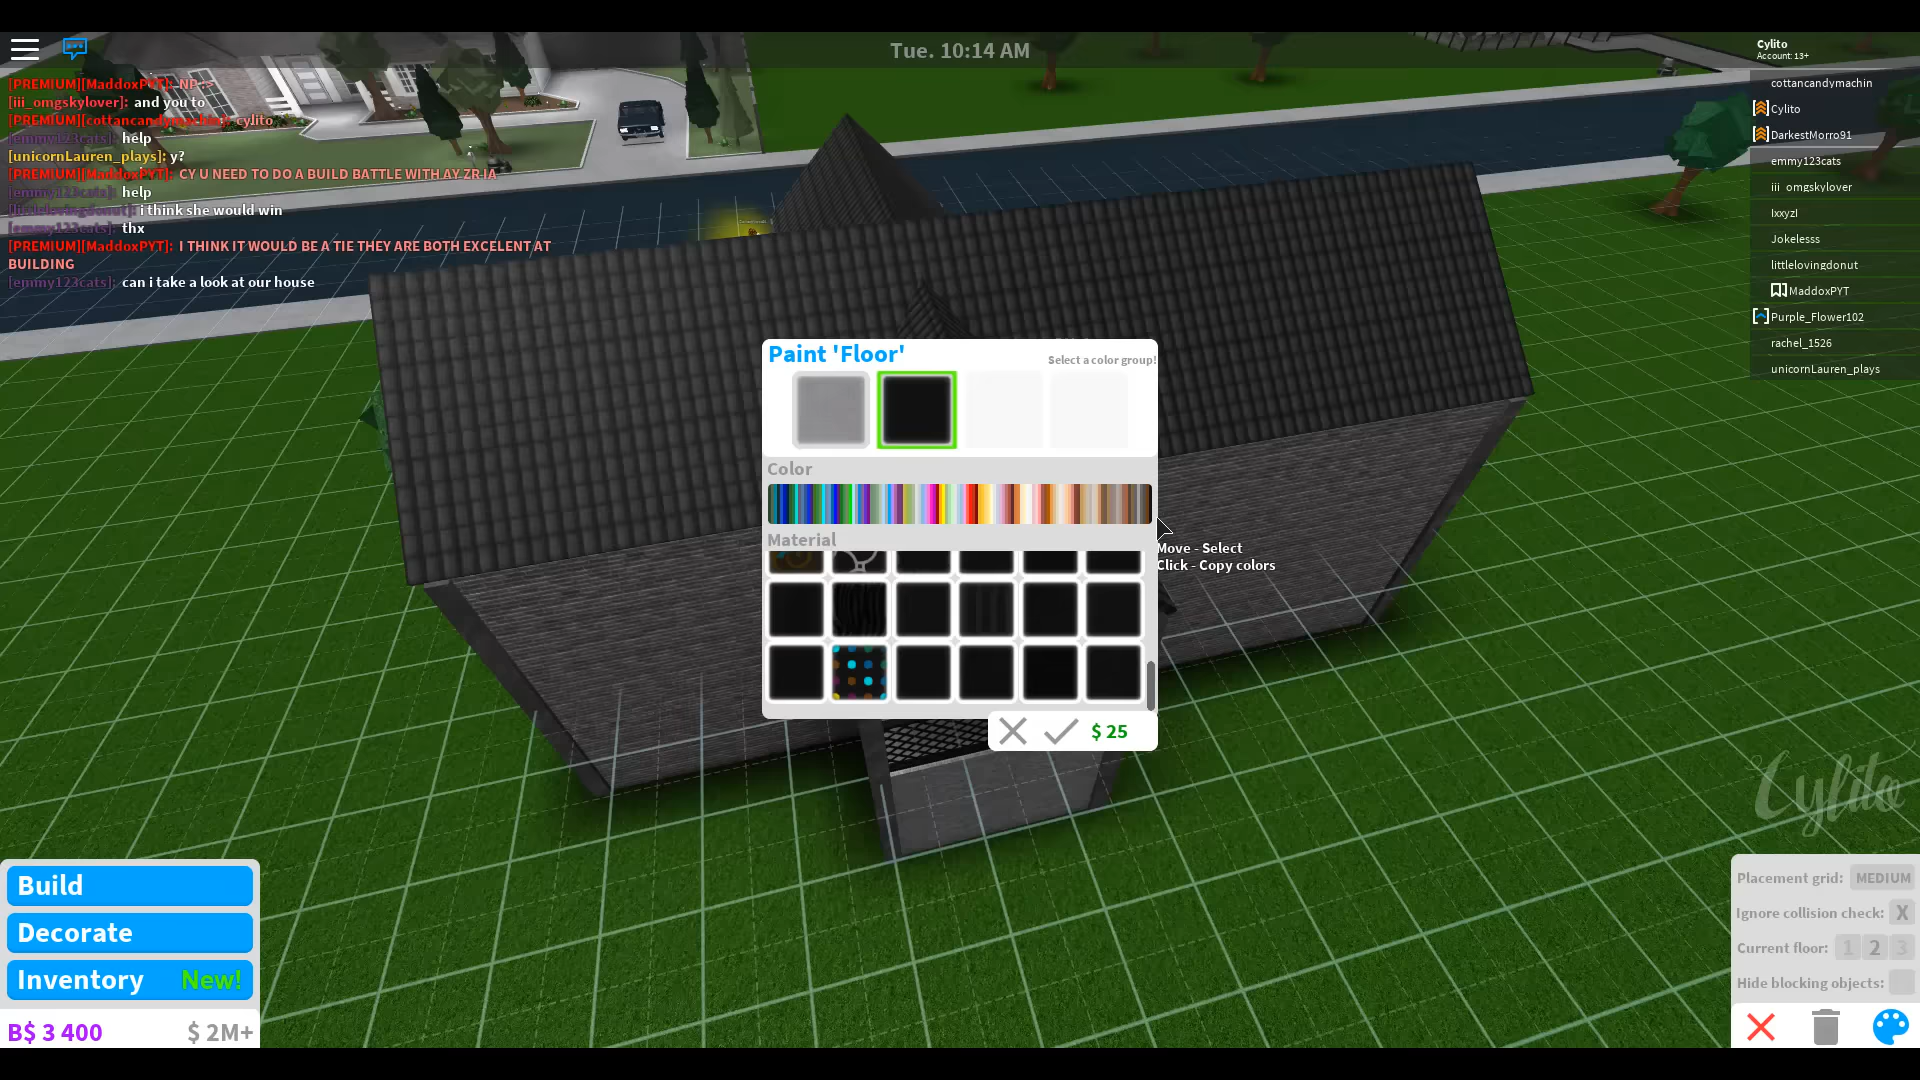 Tue. 10:14 AM
Cylito
Account: 13+
[PREMIUM][MaddoxPYT]: NP :>
[iii_omgskylover]: and you to
[PREMIUM][cottancandymachin]: cylito
[emmy123cats]: help
[unicornLauren_plays]: y?
[PREMIUM][MaddoxPYT]: CY U NEED TO DO A BUILD BATTLE WITH AY ZR IA
[emmy123cats]: help
[littlelovingdonut]: i think she would win
[emmy123cats]: thx
[PREMIUM][MaddoxPYT]: I THINK IT WOULD BE A TIE THEY ARE BOTH EXCELENT AT
BUILDING
[emmy123cats]: can i take a look at our house
cottancandymachin
Cylito
DarkestMorro91
emmy123cats
iii_omgskylover
lxxyzl
Jokelesss
littlelovingdonut
MaddoxPYT
Purple_Flower102
rachel_1526
unicornLauren_plays
Paint 'Floor'
Select a color group!
Color
Material
Move - Select
Click - Copy colors
$ 25
Cylito
Build
Decorate
Inventory New!
B$ 3 400 $ 2M+
Placement grid: MEDIUM
Ignore collision check: X
Current floor: 1 2 3
Hide blocking objects: